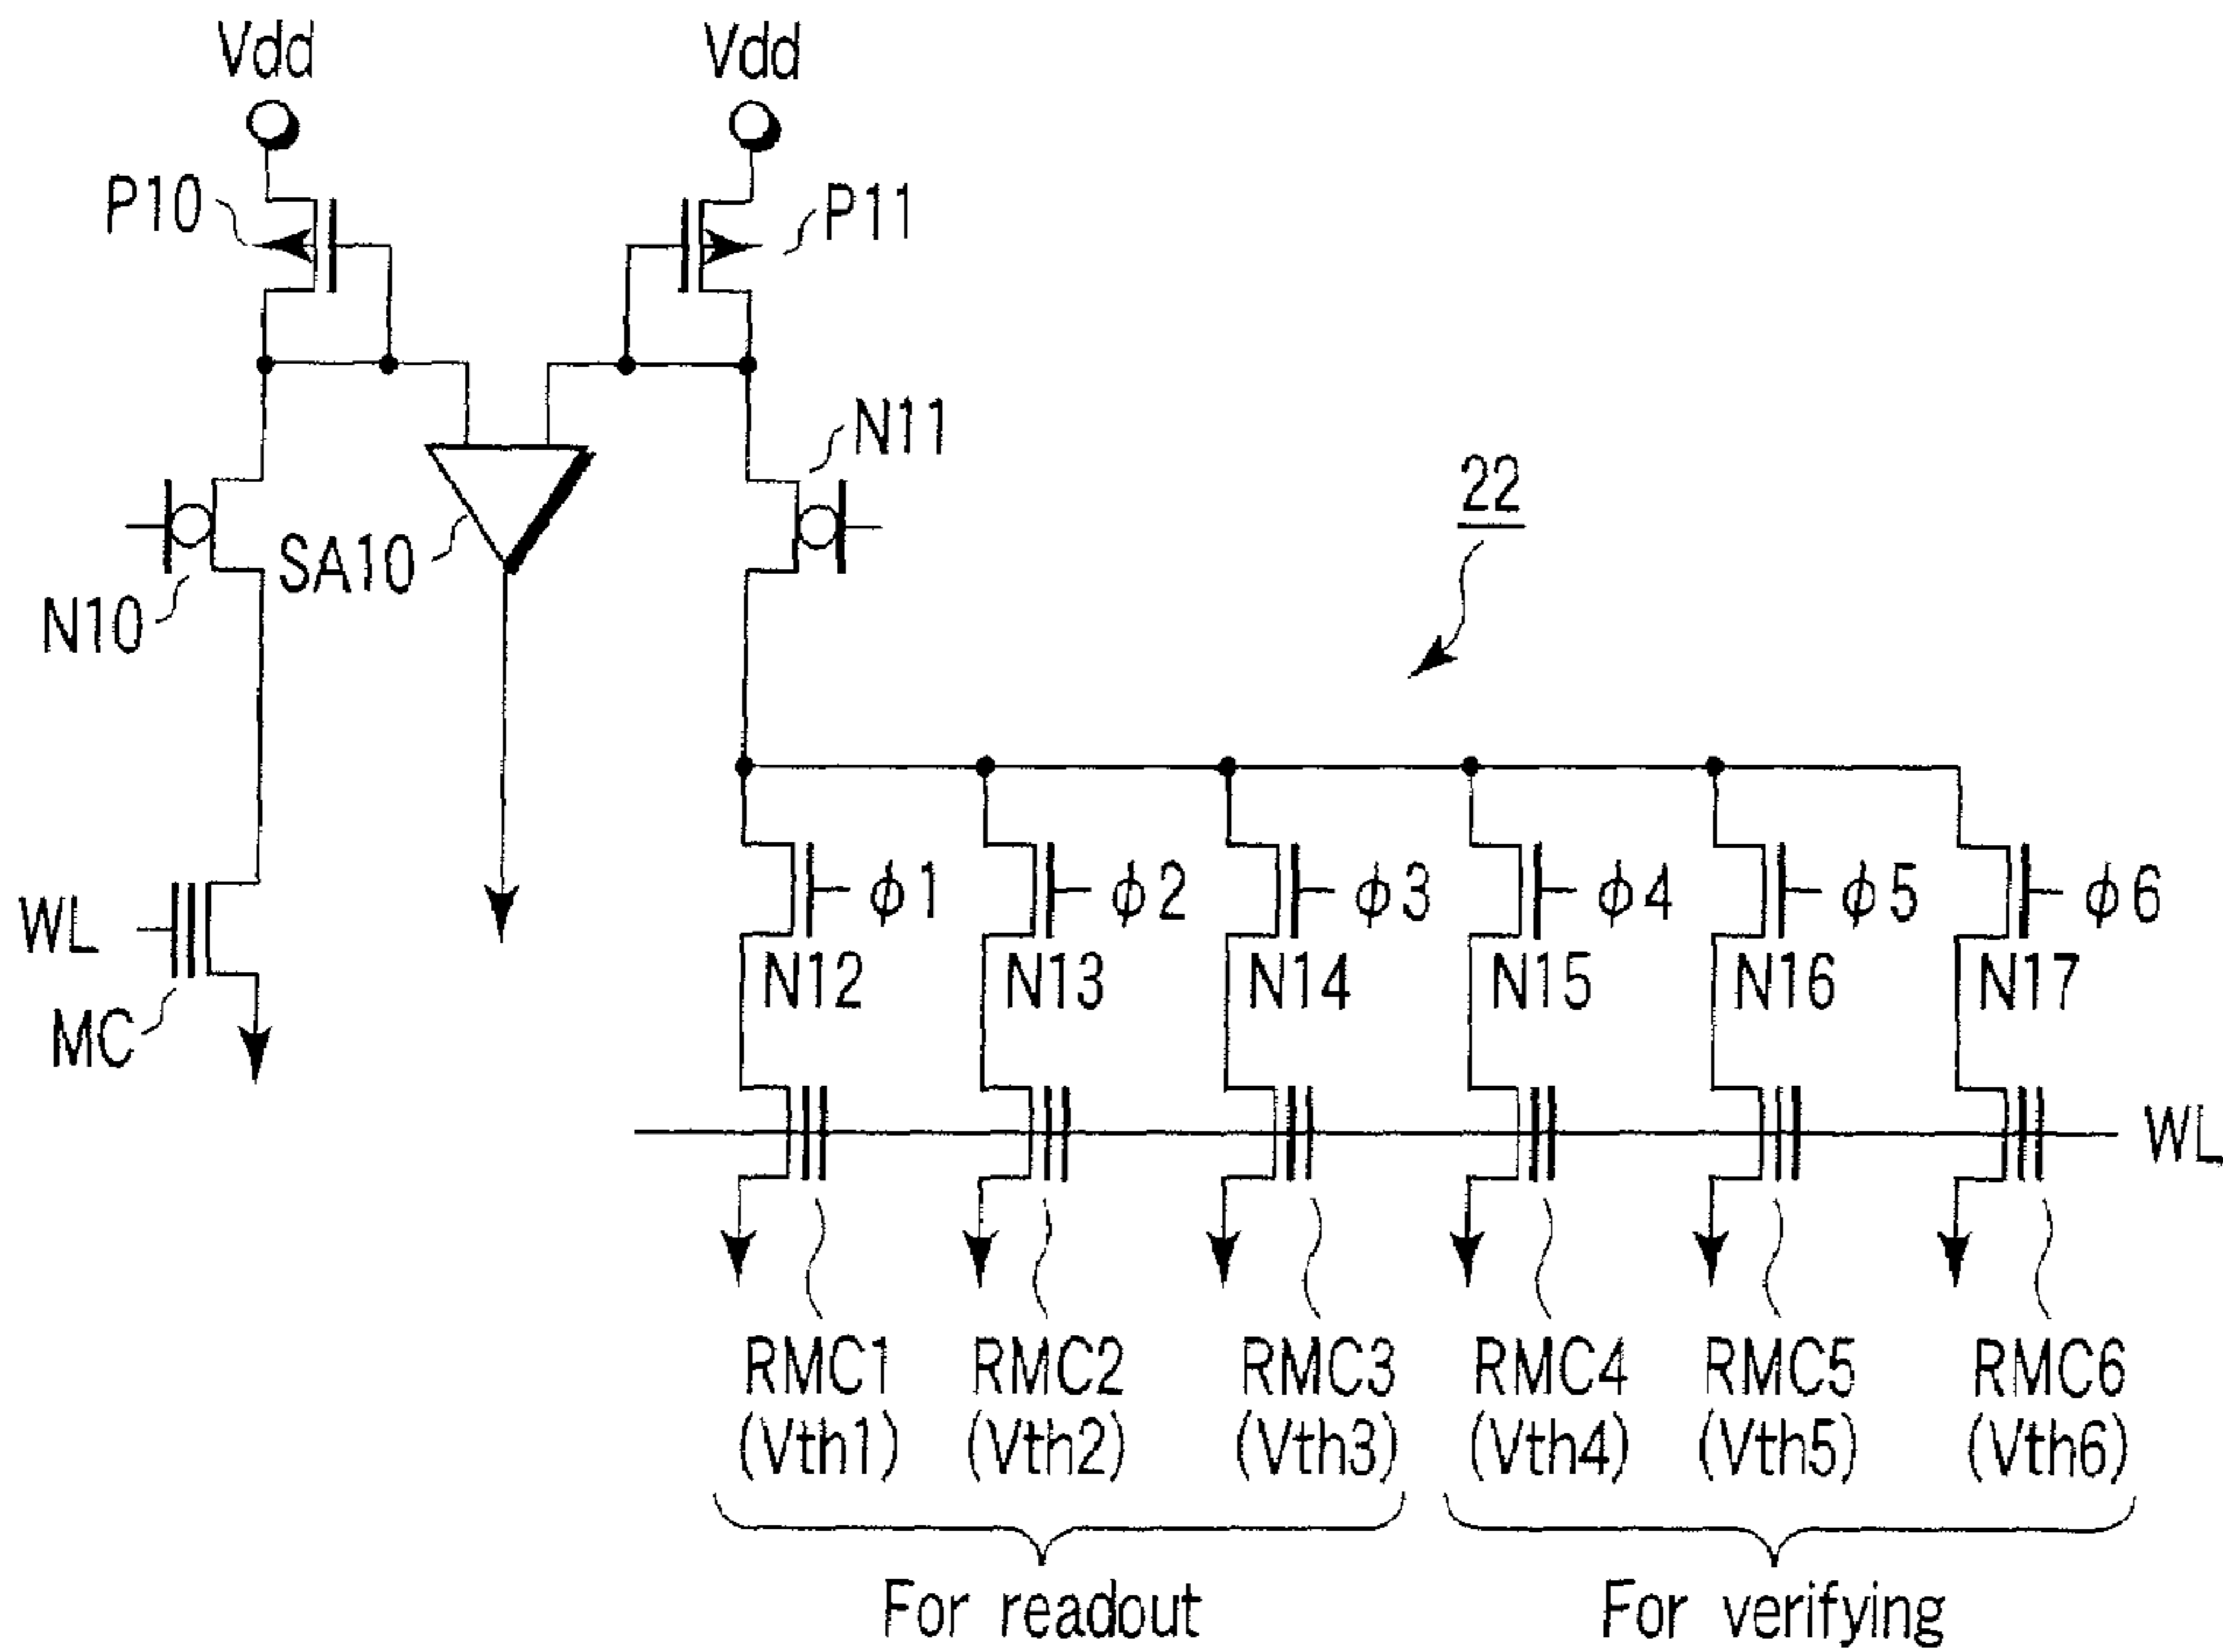 Vdd
Vdd
P10
P11
N11
22
SA10
N10
WL
MC
ϕ1
ϕ2
ϕ3
ϕ4
ϕ5
ϕ6
N12
N13
N14
N15
N16
N17
WL
RMC1
(Vth1)
RMC2
(Vth2)
RMC3
(Vth3)
RMC4
(Vth4)
RMC5
(Vth5)
RMC6
(Vth6)
For readout
For verifying